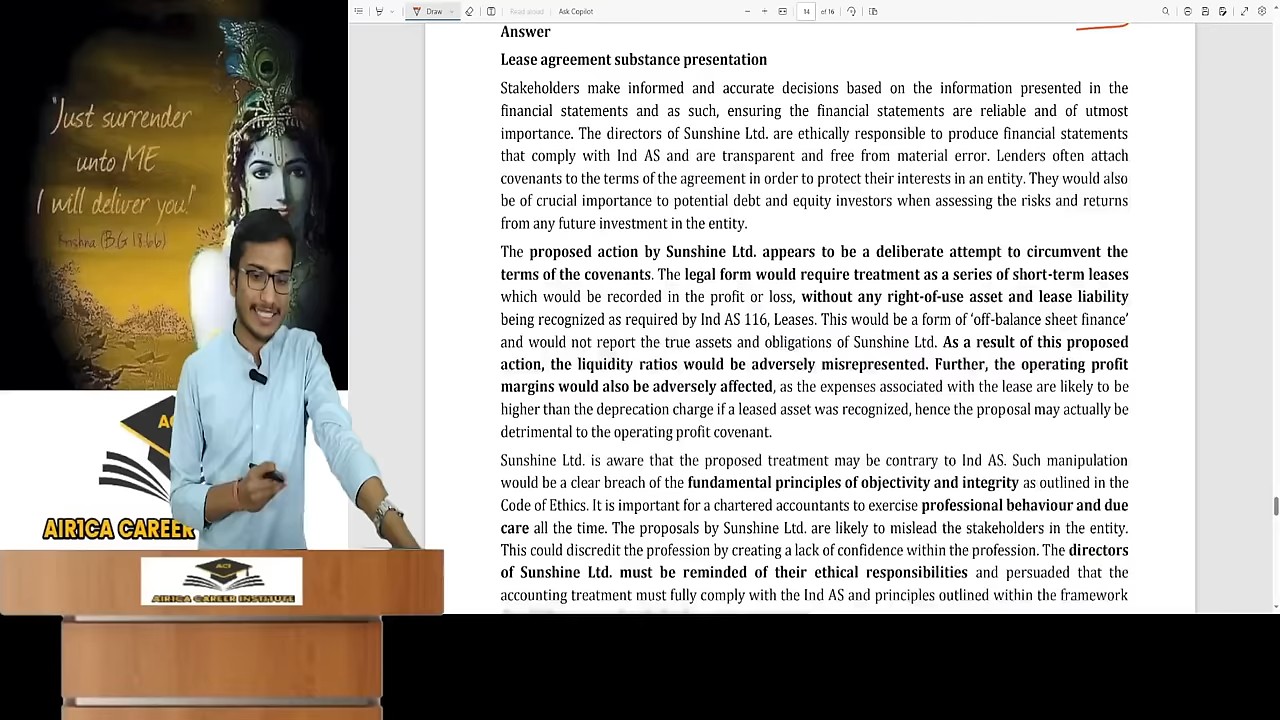 "Just surrender
unto ME
I will deliver you!"
Krishna (BG 18:66)
AIR1CA CAREER
ACI
AIR1CA CAREER INSTITUTE
Draw
Read aloud
Ask Copilot
14
of 16
Answer
Lease agreement substance presentation
Stakeholders make informed and accurate decisions based on the information presented in the
financial statements and as such, ensuring the financial statements are reliable and of utmost
importance. The directors of Sunshine Ltd. are ethically responsible to produce financial statements
that comply with Ind AS and are transparent and free from material error. Lenders often attach
covenants to the terms of the agreement in order to protect their interests in an entity. They would also
be of crucial importance to potential debt and equity investors when assessing the risks and returns
from any future investment in the entity.
The proposed action by Sunshine Ltd. appears to be a deliberate attempt to circumvent the
terms of the covenants. The legal form would require treatment as a series of short-term leases
which would be recorded in the profit or loss, without any right-of-use asset and lease liability
being recognized as required by Ind AS 116, Leases. This would be a form of 'off-balance sheet finance'
and would not report the true assets and obligations of Sunshine Ltd. As a result of this proposed
action, the liquidity ratios would be adversely misrepresented. Further, the operating profit
margins would also be adversely affected, as the expenses associated with the lease are likely to be
higher than the deprecation charge if a leased asset was recognized, hence the proposal may actually be
detrimental to the operating profit covenant.
Sunshine Ltd. is aware that the proposed treatment may be contrary to Ind AS. Such manipulation
would be a clear breach of the fundamental principles of objectivity and integrity as outlined in the
Code of Ethics. It is important for a chartered accountants to exercise professional behaviour and due
care all the time. The proposals by Sunshine Ltd. are likely to mislead the stakeholders in the entity.
This could discredit the profession by creating a lack of confidence within the profession. The directors
of Sunshine Ltd. must be reminded of their ethical responsibilities and persuaded that the
accounting treatment must fully comply with the Ind AS and principles outlined within the framework